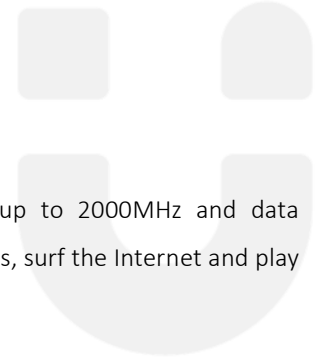 up to 2000MHz and data
s, surf the Internet and play